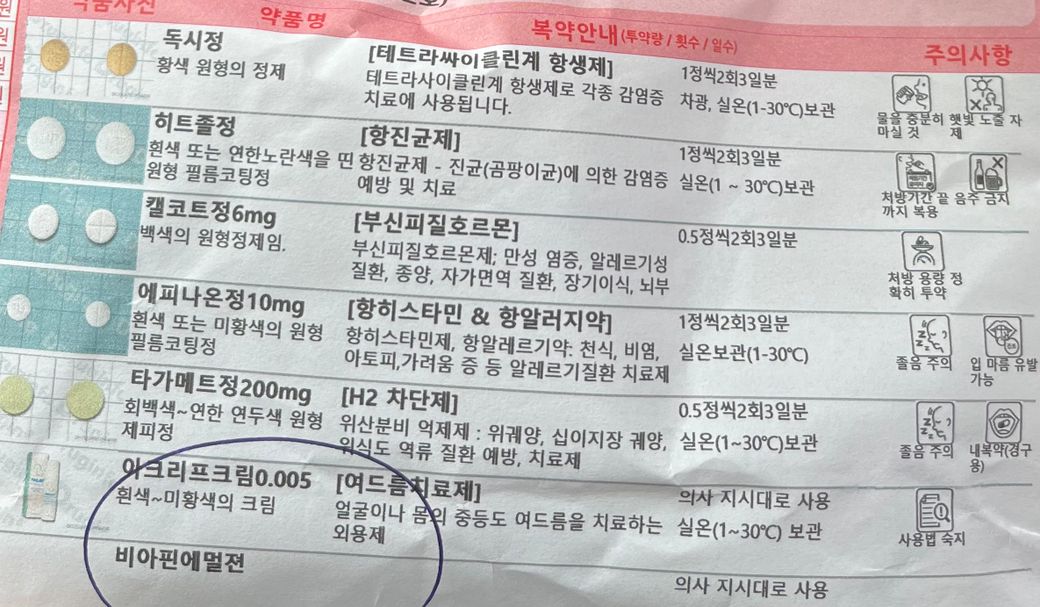 약품사진 약품명 복약안내(투약량 / 횟수 / 일수) 주의사항
독시정 [테트라싸이클린계 항생제] 1정씩2회3일분
황색 원형의 정제 테트라사이클린계 항생제로 각종 감염증 차광, 실온(1-30℃)보관
치료에 사용됩니다.
물을 충분히 햇빛 노출 자
마실 것 제
히트졸정 [항진균제] 1정씩2회3일분
흰색 또는 연한노란색을 띤 항진균제 - 진균(곰팡이균)에 의한 감염증 실온(1 ~ 30℃)보관
원형 필름코팅정 예방 및 치료
처방기간 끝 음주 금지
까지 복용
캘코트정6mg [부신피질호르몬] 0.5정씩2회3일분
백색의 원형정제임. 부신피질호르몬제; 만성 염증, 알레르기성
질환, 종양, 자가면역 질환, 장기이식, 뇌부
처방 용량 정
확히 투약
에피나온정10mg [항히스타민 & 항알러지약] 1정씩2회3일분
흰색 또는 미황색의 원형 항히스타민제, 항알레르기약: 천식, 비염, 실온보관(1-30℃)
필름코팅정 아토피,가려움 증 등 알레르기질환 치료제
졸음 주의 입 마름 유발
가능
타가메트정200mg [H2 차단제] 0.5정씩2회3일분
회백색~연한 연두색 원형 위산분비 억제제 : 위궤양, 십이지장 궤양, 실온(1~30℃)보관
제피정 위식도 역류 질환 예방, 치료제
졸음 주의 내복약(경구
용)
아크리프크림0.005 [여드름치료제] 의사 지시대로 사용
흰색~미황색의 크림 얼굴이나 몸의 중등도 여드름을 치료하는 실온(1~30℃) 보관
외용제
사용법 숙지
비아핀에멀젼
의사 지시대로 사용